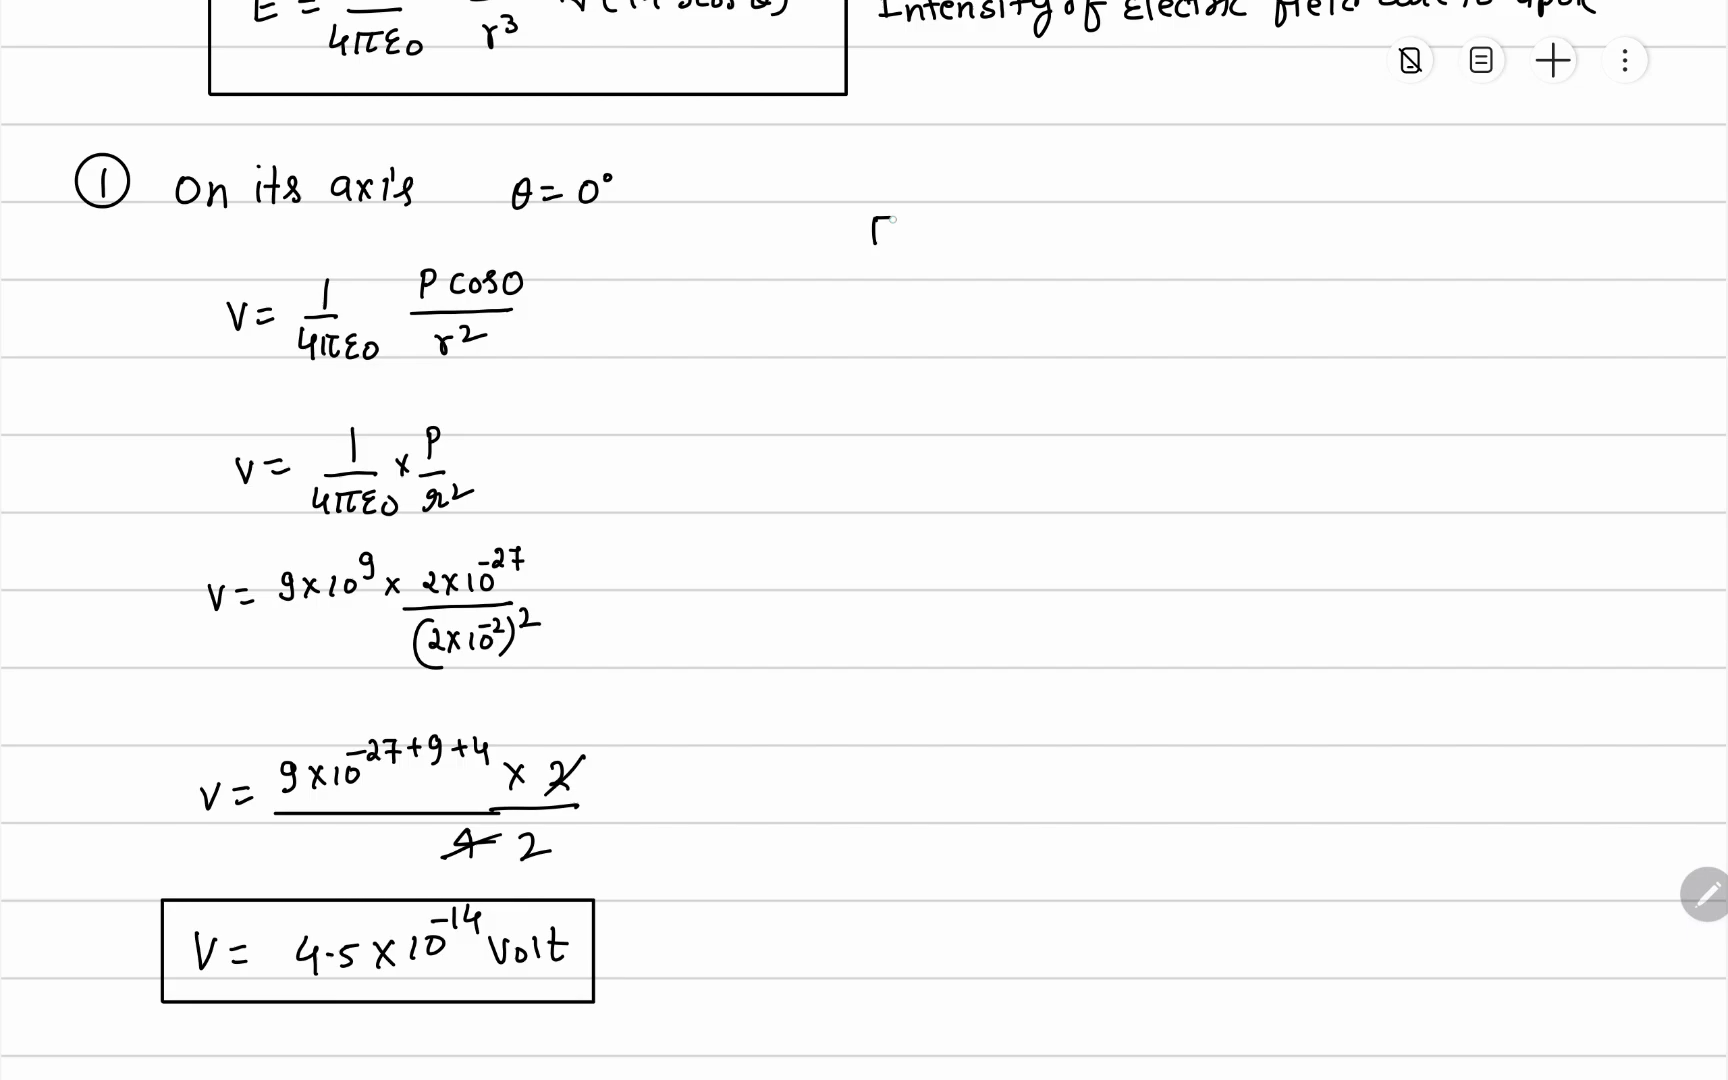 E = 4πε0 r³
Intensity of Electric field
① On its axis θ = 0°
V = 1/4πε0 P cos0/r²
V = 1/4πε0 × P/r²
V = 9×10⁹ × 2×10⁻²⁷/(2×10⁻²)²
V = 9×10⁻²⁷⁺⁹⁺⁴ × 2/4 2
V = 4.5 × 10⁻¹⁴ Volt